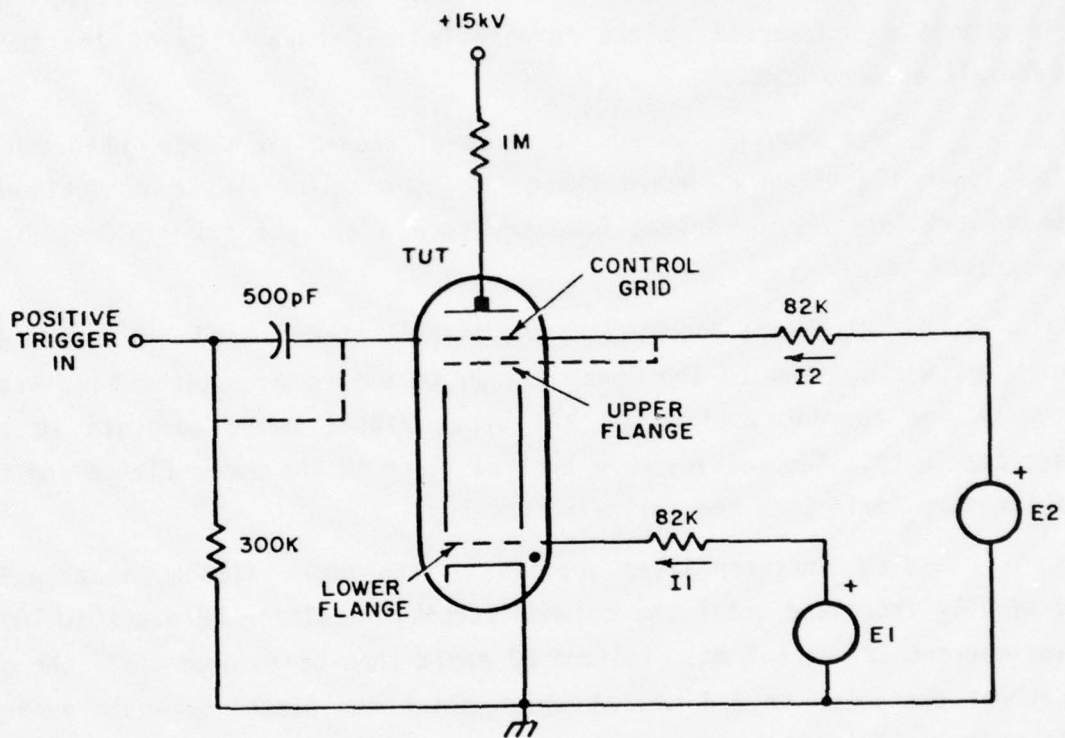 +15kV
1M
TUT
CONTROL
GRID
500pF
82K
POSITIVE
TRIGGER
IN
I2
UPPER
FLANGE
+
E2
300K
82K
LOWER
FLANGE
I1
+
E1